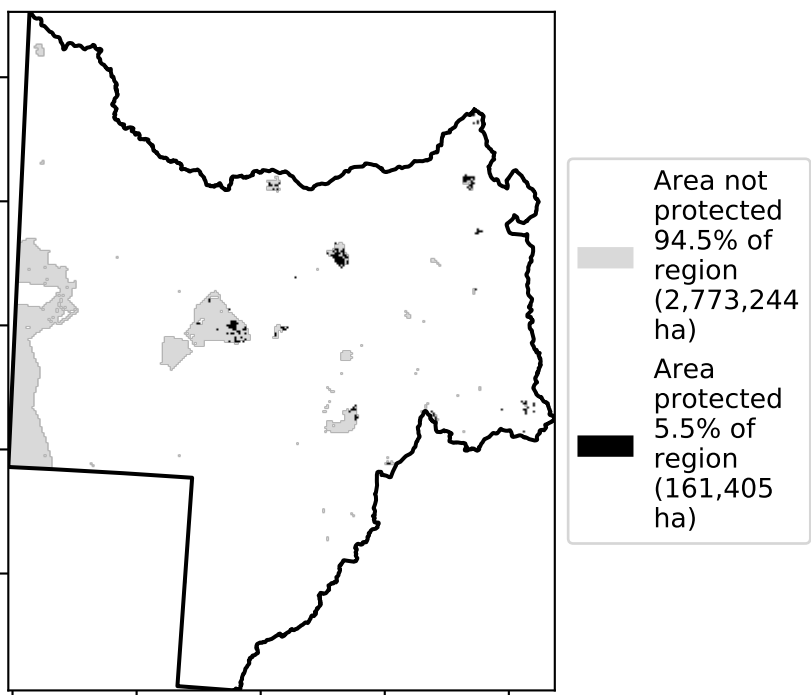 Area not
protected
94.5% of
region
(2,773,244
ha)
Area
protected
5.5% of
region
(161,405
ha)